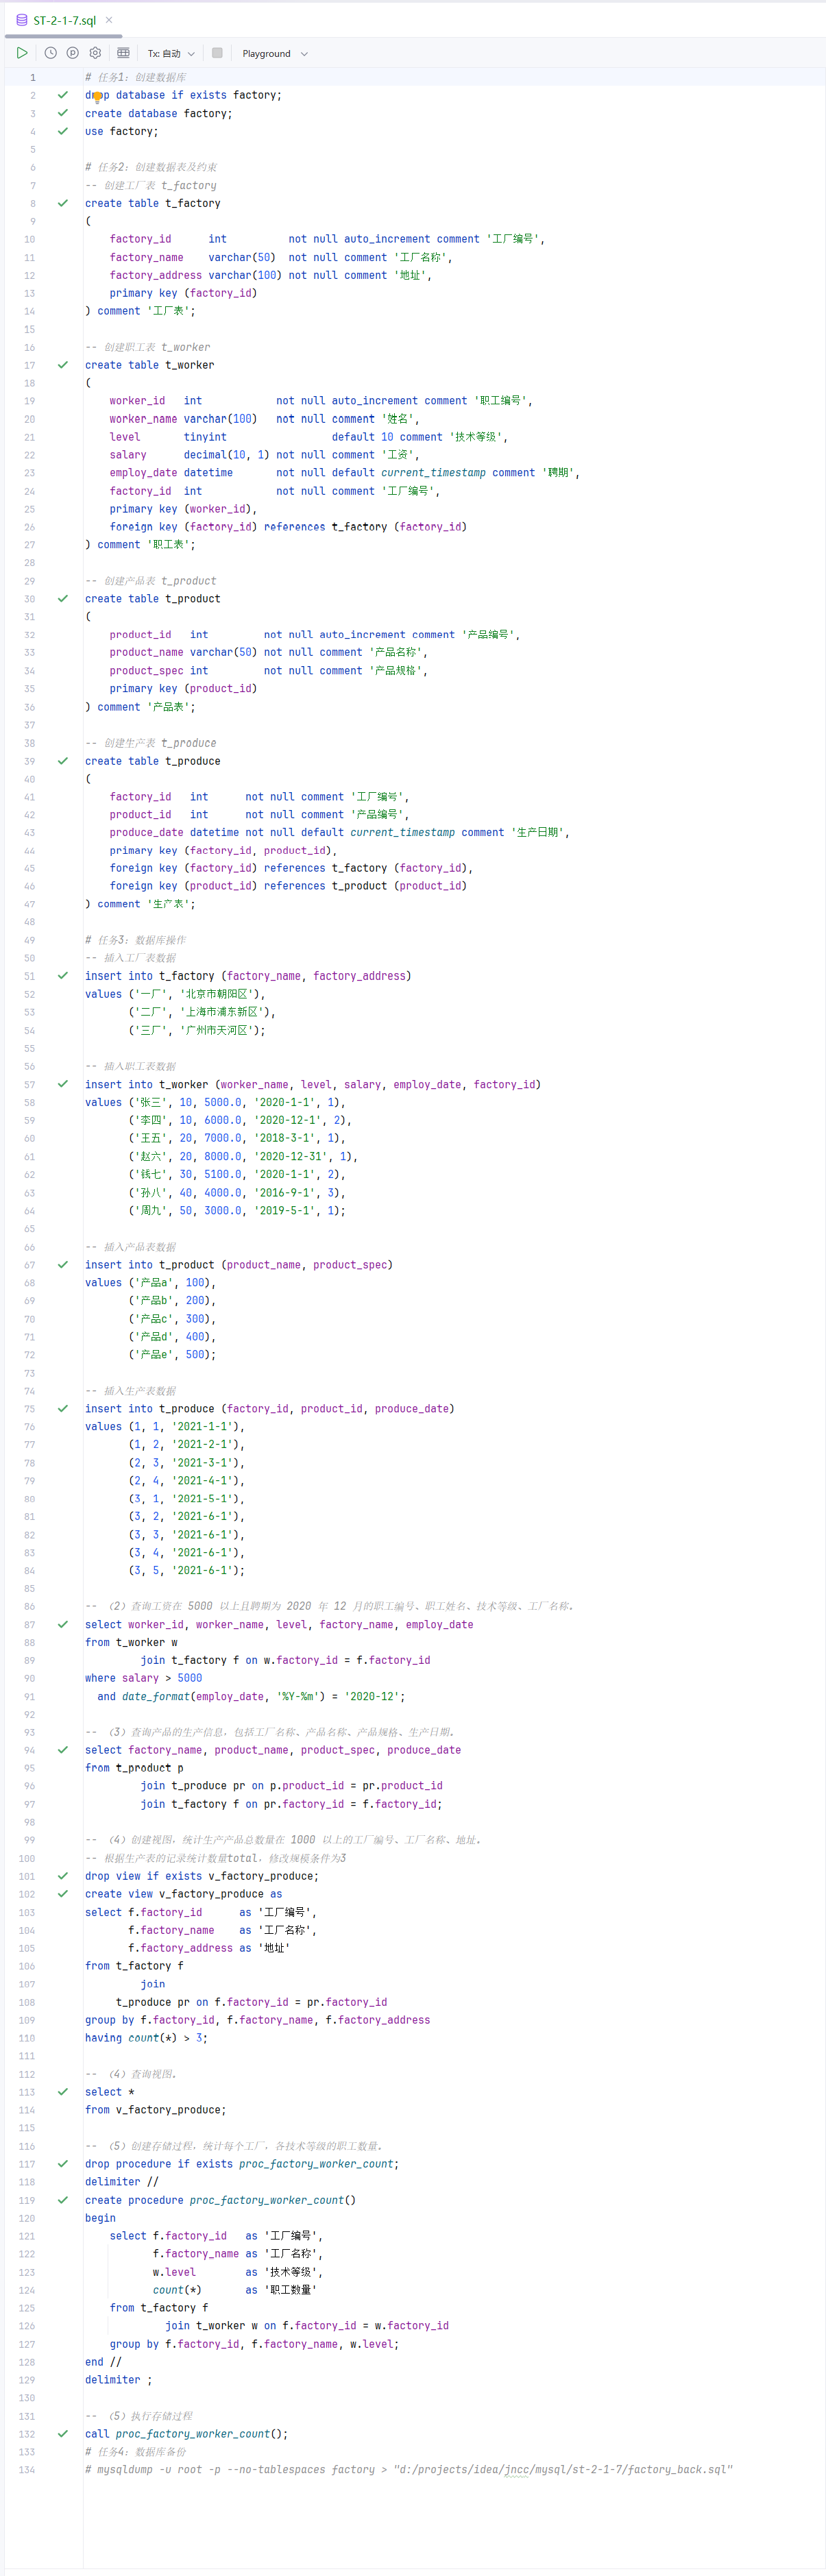 ST-2-1-7.sql
Tx: 自动 Playground
1 # 任务1：创建数据库
2 drop database if exists factory;
3 create database factory;
4 use factory;
5
6 # 任务2：创建数据表及约束
7 -- 创建工厂表 t_factory
8 create table t_factory
9 (
10 factory_id int not null auto_increment comment '工厂编号',
11 factory_name varchar(50) not null comment '工厂名称',
12 factory_address varchar(100) not null comment '地址',
13 primary key (factory_id)
14 ) comment '工厂表';
15
16 -- 创建职工表 t_worker
17 create table t_worker
18 (
19 worker_id int not null auto_increment comment '职工编号',
20 worker_name varchar(100) not null comment '姓名',
21 level tinyint default 10 comment '技术等级',
22 salary decimal(10, 1) not null comment '工资',
23 employ_date datetime not null default current_timestamp comment '聘期',
24 factory_id int not null comment '工厂编号',
25 primary key (worker_id),
26 foreign key (factory_id) references t_factory (factory_id)
27 ) comment '职工表';
28
29 -- 创建产品表 t_product
30 create table t_product
31 (
32 product_id int not null auto_increment comment '产品编号',
33 product_name varchar(50) not null comment '产品名称',
34 product_spec int not null comment '产品规格',
35 primary key (product_id)
36 ) comment '产品表';
37
38 -- 创建生产表 t_produce
39 create table t_produce
40 (
41 factory_id int not null comment '工厂编号',
42 product_id int not null comment '产品编号',
43 produce_date datetime not null default current_timestamp comment '生产日期',
44 primary key (factory_id, product_id),
45 foreign key (factory_id) references t_factory (factory_id),
46 foreign key (product_id) references t_product (product_id)
47 ) comment '生产表';
48
49 # 任务3：数据库操作
50 -- 插入工厂表数据
51 insert into t_factory (factory_name, factory_address)
52 values ('一厂', '北京市朝阳区'),
53 ('二厂', '上海市浦东新区'),
54 ('三厂', '广州市天河区');
55
56 -- 插入职工表数据
57 insert into t_worker (worker_name, level, salary, employ_date, factory_id)
58 values ('张三', 10, 5000.0, '2020-1-1', 1),
59 ('李四', 10, 6000.0, '2020-12-1', 2),
60 ('王五', 20, 7000.0, '2018-3-1', 1),
61 ('赵六', 20, 8000.0, '2020-12-31', 1),
62 ('钱七', 30, 5100.0, '2020-1-1', 2),
63 ('孙八', 40, 4000.0, '2016-9-1', 3),
64 ('周九', 50, 3000.0, '2019-5-1', 1);
65
66 -- 插入产品表数据
67 insert into t_product (product_name, product_spec)
68 values ('产品a', 100),
69 ('产品b', 200),
70 ('产品c', 300),
71 ('产品d', 400),
72 ('产品e', 500);
73
74 -- 插入生产表数据
75 insert into t_produce (factory_id, product_id, produce_date)
76 values (1, 1, '2021-1-1'),
77 (1, 2, '2021-2-1'),
78 (2, 3, '2021-3-1'),
79 (2, 4, '2021-4-1'),
80 (3, 1, '2021-5-1'),
81 (3, 2, '2021-6-1'),
82 (3, 3, '2021-6-1'),
83 (3, 4, '2021-6-1'),
84 (3, 5, '2021-6-1');
85
86 -- （2）查询工资在 5000 以上且聘期为 2020 年 12 月的职工编号、职工姓名、技术等级、工厂名称。
87 select worker_id, worker_name, level, factory_name, employ_date
88 from t_worker w
89 join t_factory f on w.factory_id = f.factory_id
90 where salary > 5000
91 and date_format(employ_date, '%Y-%m') = '2020-12';
92
93 -- （3）查询产品的生产信息，包括工厂名称、产品名称、产品规格、生产日期。
94 select factory_name, product_name, product_spec, produce_date
95 from t_product p
96 join t_produce pr on p.product_id = pr.product_id
97 join t_factory f on pr.factory_id = f.factory_id;
98
99 -- （4）创建视图，统计生产产品总数量在 1000 以上的工厂编号、工厂名称、地址。
100 -- 根据生产表的记录统计数量total，修改规模条件为3
101 drop view if exists v_factory_produce;
102 create view v_factory_produce as
103 select f.factory_id as '工厂编号',
104 f.factory_name as '工厂名称',
105 f.factory_address as '地址'
106 from t_factory f
107 join
108 t_produce pr on f.factory_id = pr.factory_id
109 group by f.factory_id, f.factory_name, f.factory_address
110 having count(*) > 3;
111
112 -- （4）查询视图。
113 select *
114 from v_factory_produce;
115
116 -- （5）创建存储过程，统计每个工厂，各技术等级的职工数量。
117 drop procedure if exists proc_factory_worker_count;
118 delimiter //
119 create procedure proc_factory_worker_count()
120 begin
121 select f.factory_id as '工厂编号',
122 f.factory_name as '工厂名称',
123 w.level as '技术等级',
124 count(*) as '职工数量'
125 from t_factory f
126 join t_worker w on f.factory_id = w.factory_id
127 group by f.factory_id, f.factory_name, w.level;
128 end //
129 delimiter ;
130
131 -- （5）执行存储过程
132 call proc_factory_worker_count();
133 # 任务4：数据库备份
134 # mysqldump -u root -p --no-tablespaces factory > "d:/projects/idea/jncc/mysql/st-2-1-7/factory_back.sql"